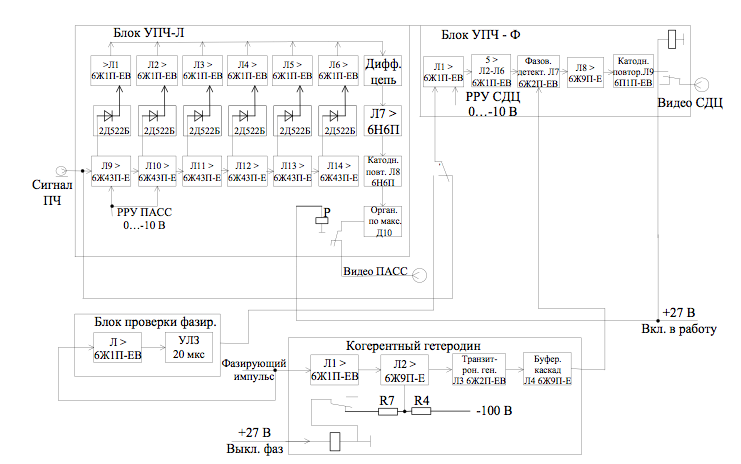 Блок УПЧ-Л
Блок УПЧ - Ф
>Л1
6Ж1П-ЕВ
Л2 >
6Ж1П-ЕВ
Л3 >
6Ж1П-ЕВ
Л4 >
6Ж1П-ЕВ
Л5 >
6Ж1П-ЕВ
Л6 >
6Ж1П-ЕВ
Дифф.
цепь
2Д522Б
2Д522Б
2Д522Б
2Д522Б
2Д522Б
2Д522Б
Л7 >
6Н6П
Л9 >
6Ж43П-Е
Л10 >
6Ж43П-Е
Л11 >
6Ж43П-Е
Л12 >
6Ж43П-Е
Л13 >
6Ж43П-Е
Л14 >
6Ж43П-Е
Катодн.
повт. Л8
6Н6П
Сигнал
ПЧ
РРУ ПАСС
0…-10 В
Р
Орган.
по макс.
Д10
Видео ПАСС
Л1 >
6Ж1П-ЕВ
5 >
Л2-Л6
6Ж1П-ЕВ
Фазов.
детект. Л7
6Ж2П-ЕВ
Л8 >
6Ж9П-Е
Катодн.
повтор.Л9
6П1П-ЕВ
РРУ СДЦ
0…-10 В
Видео СДЦ
+27 В
Вкл. в работу
Блок проверки фазир.
Л >
6Ж1П-ЕВ
УЛЗ
20 мкс
Фазирующий
импульс
Когерентный гетеродин
Л1 >
6Ж1П-ЕВ
Л2 >
6Ж9П-Е
Транзит-
рон. ген.
Л3 6Ж2П-ЕВ
Буфер.
каскад
Л4 6Ж9П-Е
R7
R4
-100 В
+27 В
Выкл. фаз